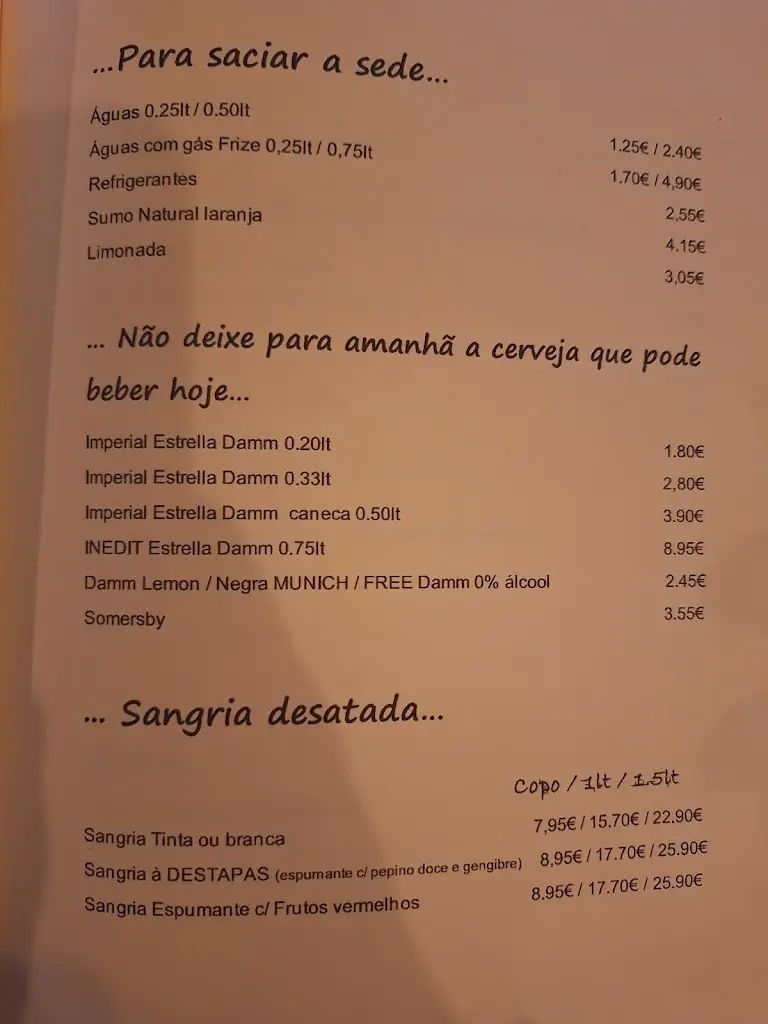 ...Para saciar a sede...
Águas 0.25lt / 0.50lt 1.25€ / 2.40€
Águas com gás Frize 0,25lt / 0,75lt 1.70€ / 4,90€
Refrigerantes 2,55€
Sumo Natural laranja 4.15€
Limonada 3,05€
... Não deixe para amanhã a cerveja que pode
beber hoje...
Imperial Estrella Damm 0.20lt 1.80€
Imperial Estrella Damm 0.33lt 2,80€
Imperial Estrella Damm caneca 0.50lt 3.90€
INEDIT Estrella Damm 0.75lt 8.95€
Damm Lemon / Negra MUNICH / FREE Damm 0% álcool 2.45€
Somersby 3.55€
... Sangria desatada...
Copo / 1lt / 1.5lt
Sangria Tinta ou branca 7,95€ / 15.70€ / 22.90€
Sangria à DESTAPAS (espumante c/ pepino doce e gengibre) 8,95€ / 17.70€ / 25.90€
Sangria Espumante c/ Frutos vermelhos 8.95€ / 17.70€ / 25.90€